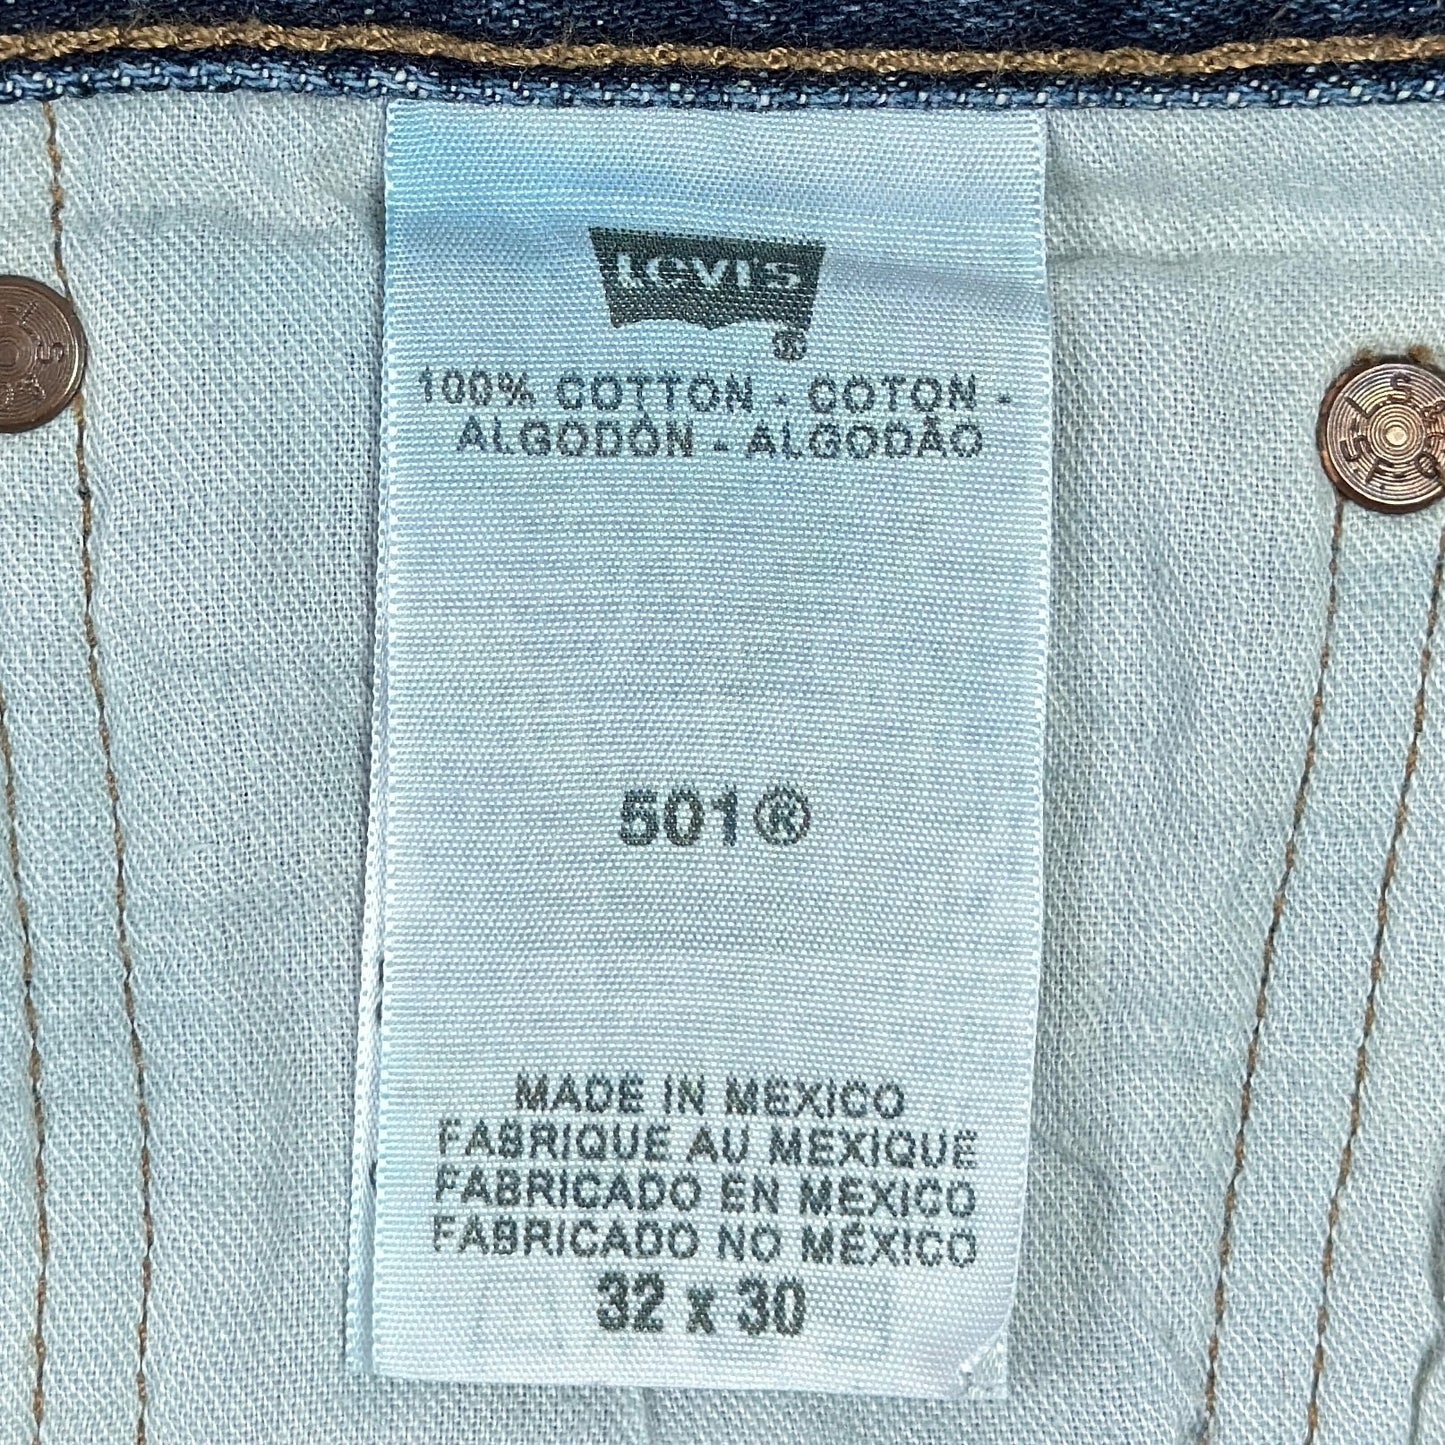 Levi's
®
100% COTTON - COTON -
ALGODÓN - ALGODÃO
501®
MADE IN MEXICO
FABRIQUE AU MEXIQUE
FABRICADO EN MEXICO
FABRICADO NO MÉXICO
32 x 30